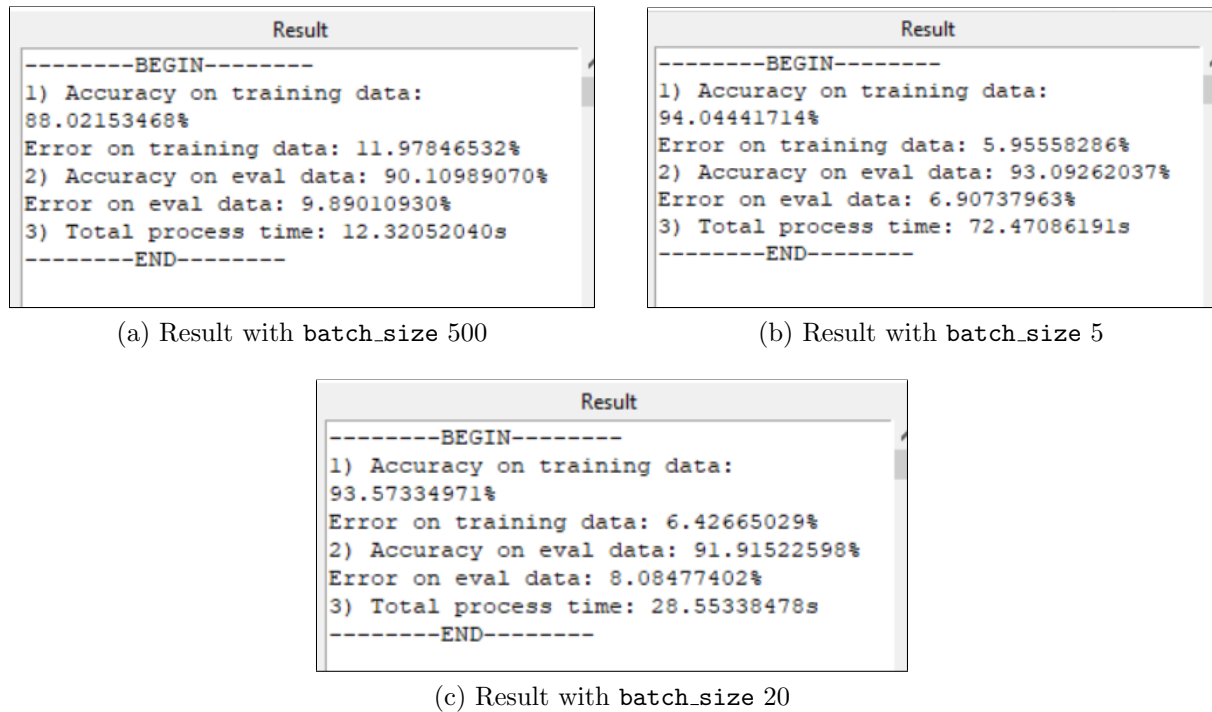 Result
--------BEGIN--------
1) Accuracy on training data:
88.02153468%
Error on training data: 11.97846532%
2) Accuracy on eval data: 90.10989070%
Error on eval data: 9.89010930%
3) Total process time: 12.32052040s
--------END--------
(a) Result with batch_size 500
Result
--------BEGIN--------
1) Accuracy on training data:
94.04441714%
Error on training data: 5.95558286%
2) Accuracy on eval data: 93.09262037%
Error on eval data: 6.90737963%
3) Total process time: 72.47086191s
--------END--------
(b) Result with batch_size 5
Result
--------BEGIN--------
1) Accuracy on training data:
93.57334971%
Error on training data: 6.42665029%
2) Accuracy on eval data: 91.91522598%
Error on eval data: 8.08477402%
3) Total process time: 28.55338478s
--------END--------
(c) Result with batch_size 20